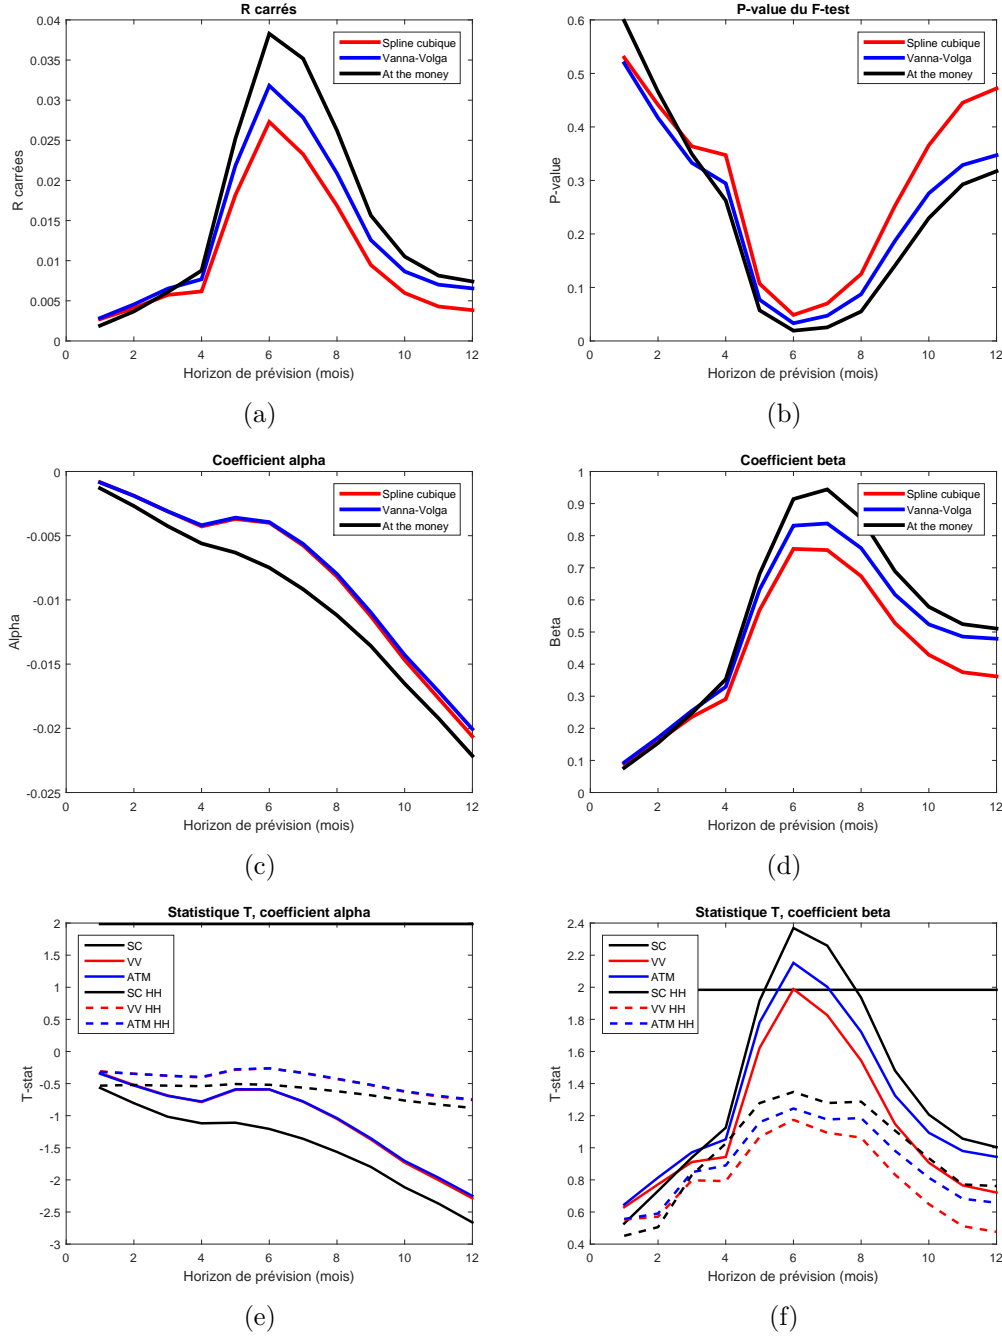 R carrés
0.04
0.035
0.03
0.025
0.02
0.015
0.01
0.005
0
R carrées
Spline cubique
Vanna-Volga
At the money
0 2 4 6 8 10 12
Horizon de prévision (mois)
(a)
P-value du F-test
0.6
0.5
0.4
0.3
0.2
0.1
0
P-value
Spline cubique
Vanna-Volga
At the money
0 2 4 6 8 10 12
Horizon de prévision (mois)
(b)
Coefficient alpha
0
-0.005
-0.01
-0.015
-0.02
-0.025
Alpha
Spline cubique
Vanna-Volga
At the money
0 2 4 6 8 10 12
Horizon de prévision (mois)
(c)
Coefficient beta
1
0.9
0.8
0.7
0.6
0.5
0.4
0.3
0.2
0.1
0
Beta
Spline cubique
Vanna-Volga
At the money
0 2 4 6 8 10 12
Horizon de prévision (mois)
(d)
Statistique T, coefficient alpha
2
1.5
1
0.5
0
-0.5
-1
-1.5
-2
-2.5
-3
T-stat
SC
VV
ATM
SC HH
VV HH
ATM HH
0 2 4 6 8 10 12
Horizon de prévision (mois)
(e)
Statistique T, coefficient beta
2.4
2.2
2
1.8
1.6
1.4
1.2
1
0.8
0.6
0.4
T-stat
SC
VV
ATM
SC HH
VV HH
ATM HH
0 2 4 6 8 10 12
Horizon de prévision (mois)
(f)